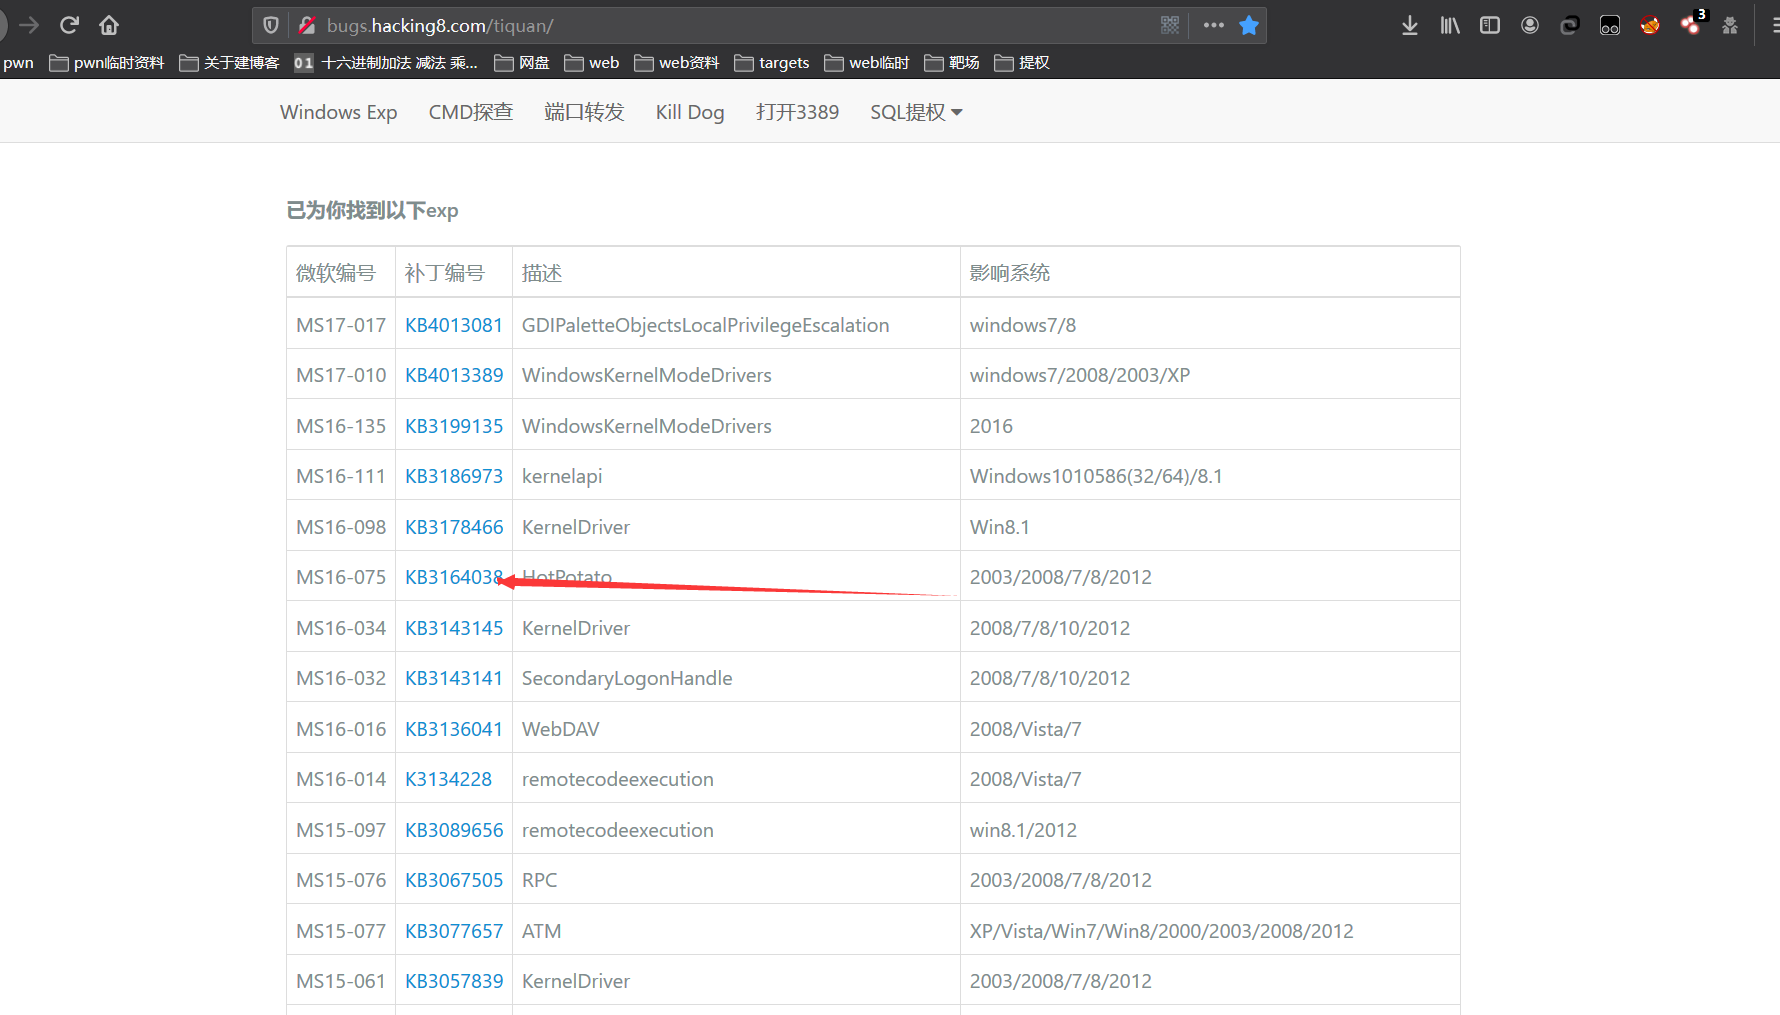 bugs.hacking8.com/tiquan/
3
pwn pwn临时资料 关于建博客 01 十六进制加法 减法 乘... 网盘 web web资料 targets web临时 靶场 提权
Windows Exp CMD探查 端口转发 Kill Dog 打开3389 SQL提权
已为你找到以下exp
微软编号 补丁编号 描述 影响系统
MS17-017 KB4013081 GDIPaletteObjectsLocalPrivilegeEscalation windows7/8
MS17-010 KB4013389 WindowsKernelModeDrivers windows7/2008/2003/XP
MS16-135 KB3199135 WindowsKernelModeDrivers 2016
MS16-111 KB3186973 kernelapi Windows1010586(32/64)/8.1
MS16-098 KB3178466 KernelDriver Win8.1
MS16-075 KB3164038 HotPotato 2003/2008/7/8/2012
MS16-034 KB3143145 KernelDriver 2008/7/8/10/2012
MS16-032 KB3143141 SecondaryLogonHandle 2008/7/8/10/2012
MS16-016 KB3136041 WebDAV 2008/Vista/7
MS16-014 K3134228 remotecodeexecution 2008/Vista/7
MS15-097 KB3089656 remotecodeexecution win8.1/2012
MS15-076 KB3067505 RPC 2003/2008/7/8/2012
MS15-077 KB3077657 ATM XP/Vista/Win7/Win8/2000/2003/2008/2012
MS15-061 KB3057839 KernelDriver 2003/2008/7/8/2012